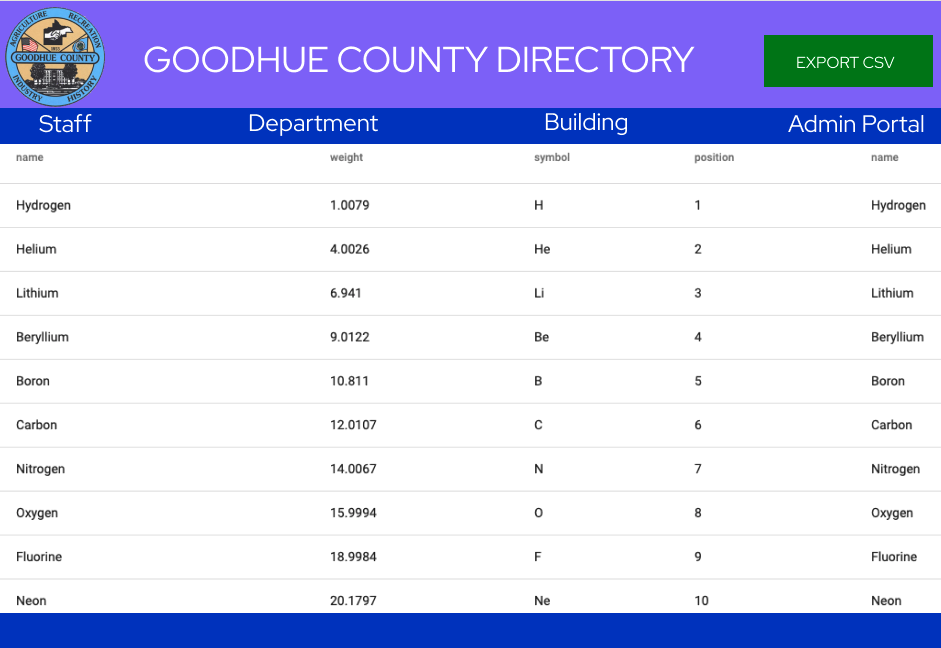 AGRICULTURE RECREATION
GOODHUE COUNTY
INDUSTRY HISTORY
GOODHUE COUNTY DIRECTORY
EXPORT CSV
Staff Department Building Admin Portal
name weight symbol position name
Hydrogen 1.0079 H 1 Hydrogen
Helium 4.0026 He 2 Helium
Lithium 6.941 Li 3 Lithium
Beryllium 9.0122 Be 4 Beryllium
Boron 10.811 B 5 Boron
Carbon 12.0107 C 6 Carbon
Nitrogen 14.0067 N 7 Nitrogen
Oxygen 15.9994 O 8 Oxygen
Fluorine 18.9984 F 9 Fluorine
Neon 20.1797 Ne 10 Neon